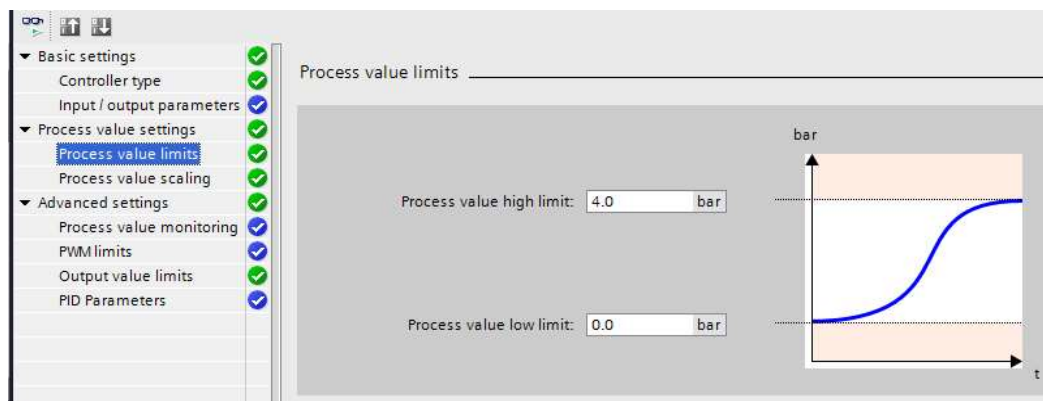 Basic settings
Controller type
Input / output parameters
Process value settings
Process value limits
Process value scaling
Advanced settings
Process value monitoring
PWM limits
Output value limits
PID Parameters
Process value limits
bar
Process value high limit: 4.0 bar
Process value low limit: 0.0 bar
t